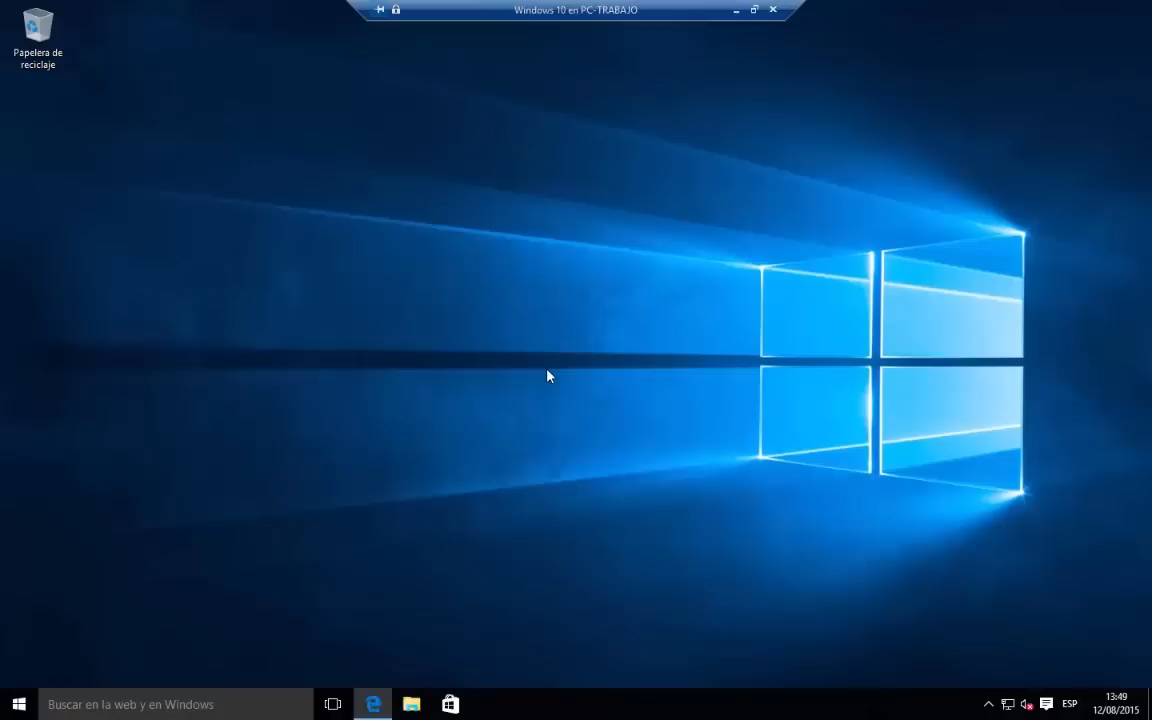 Windows 10 en PC-TRABAJO
Papelera de
reciclaje
Buscar en la web y en Windows
ESP
13:49
12/08/2015